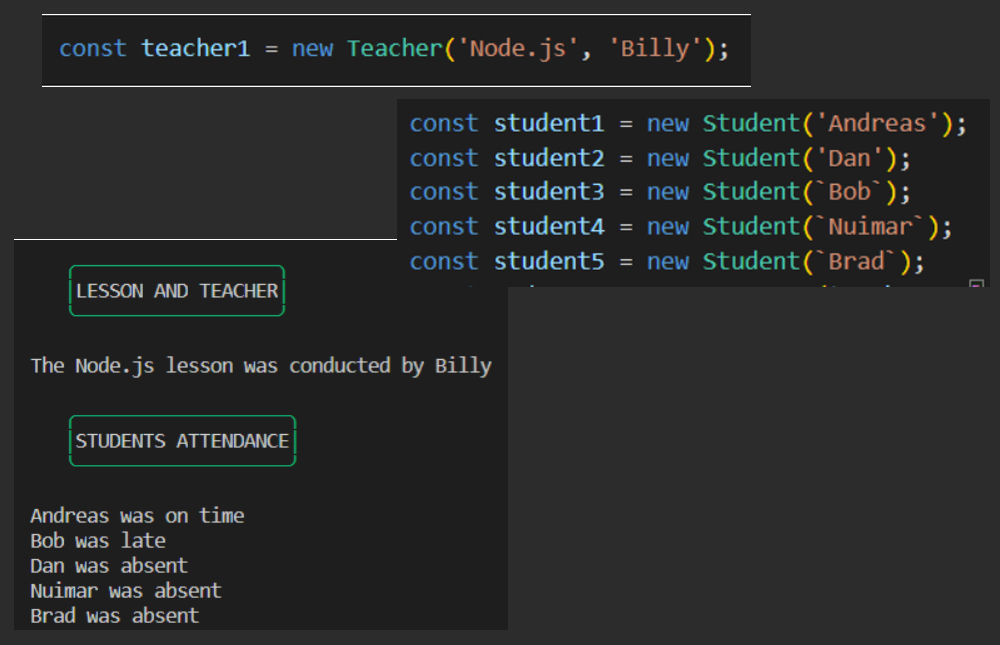 const teacher1 = new Teacher('Node.js', 'Billy');
const student1 = new Student('Andreas');
const student2 = new Student('Dan');
const student3 = new Student(`Bob`);
const student4 = new Student(`Nuimar`);
const student5 = new Student(`Brad`);
LESSON AND TEACHER
The Node.js lesson was conducted by Billy
STUDENTS ATTENDANCE
Andreas was on time
Bob was late
Dan was absent
Nuimar was absent
Brad was absent